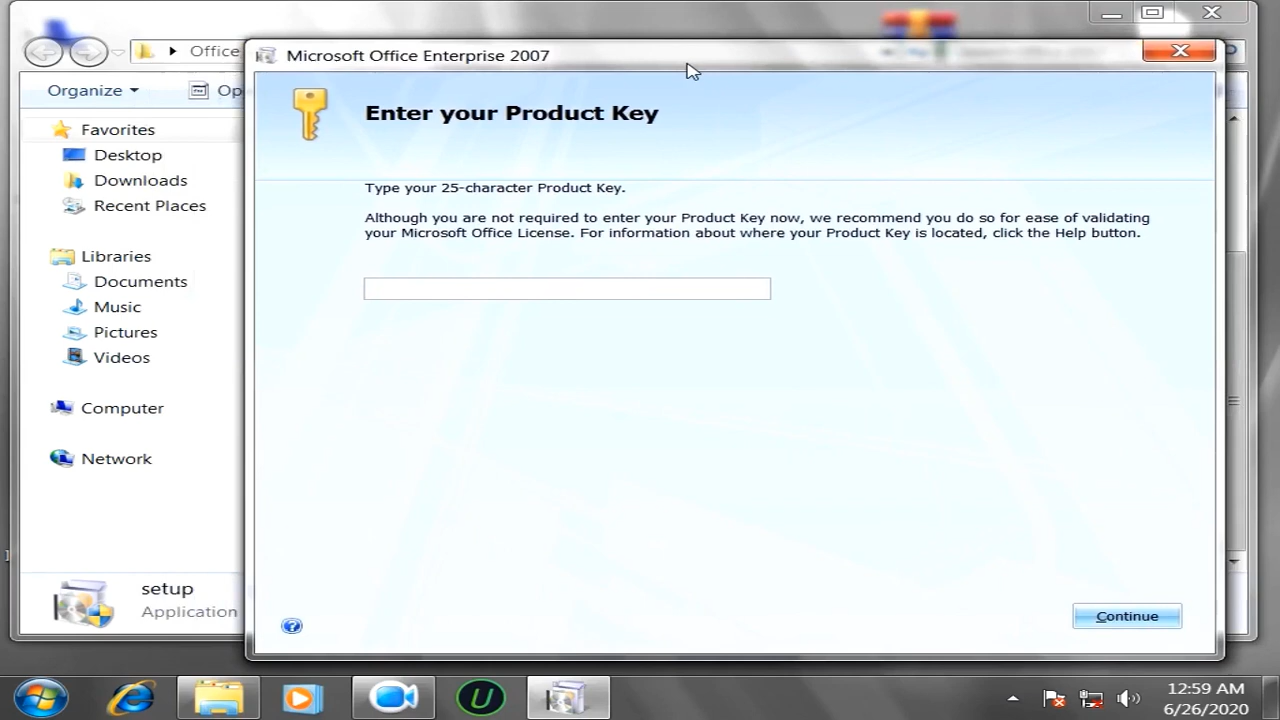 Office
Microsoft Office Enterprise 2007
Organize
Op
Enter your Product Key
Favorites
Desktop
Downloads
Recent Places
Type your 25-character Product Key.
Although you are not required to enter your Product Key now, we recommend you do so for ease of validating
your Microsoft Office License. For information about where your Product Key is located, click the Help button.
Libraries
Documents
Music
Pictures
Videos
Computer
Network
setup
Application
Continue
12:59 AM
6/26/2020